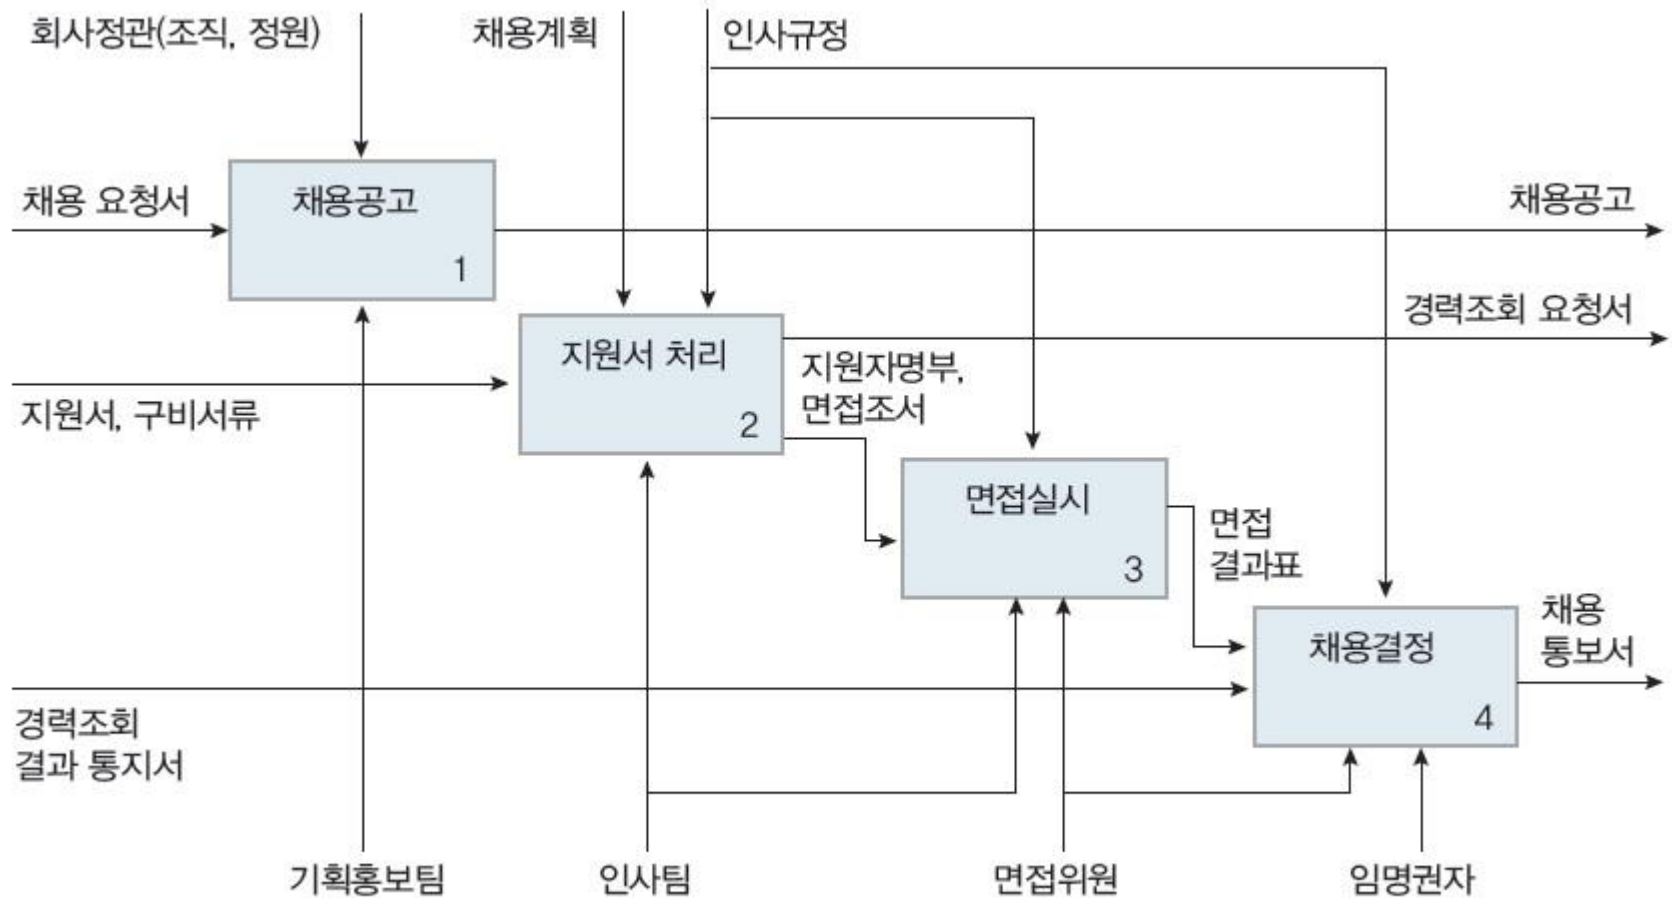 회사정관(조직, 정원)
채용계획
인사규정
채용 요청서
채용공고
1
채용공고
경력조회 요청서
지원서 처리
2
지원서, 구비서류
지원자명부,
면접조서
면접실시
3
면접
결과표
채용결정
4
채용
통보서
경력조회
결과 통지서
기획홍보팀
인사팀
면접위원
임명권자